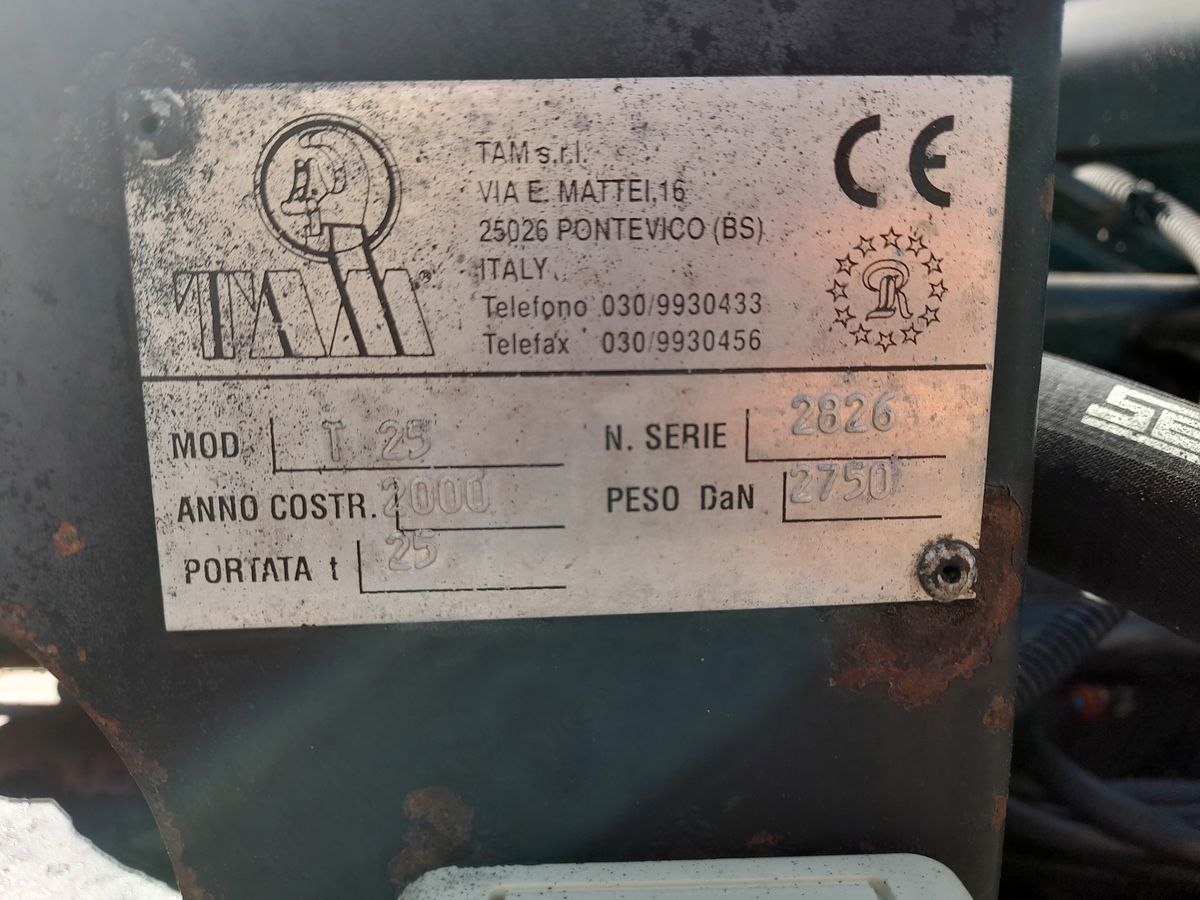 TAM®
TAM s.r.l.
VIA E. MATTEI,16
25026 PONTEVICO (BS)
ITALY
Telefono 030/9930433
Telefax 030/9930456
CE
MOD. T 25
N. SERIE 2826
ANNO COSTR. 2000
PESO DaN 2750
PORTATA t 25